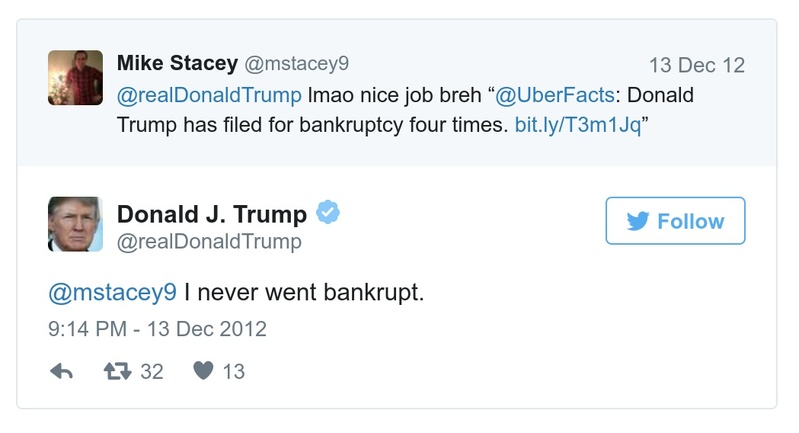 Mike Stacey @mstacey9 13 Dec 12
@realDonaldTrump lmao nice job breh “@UberFacts: Donald
Trump has filed for bankruptcy four times. bit.ly/T3m1Jq”
Donald J. Trump
@realDonaldTrump
Follow
@mstacey9 I never went bankrupt.
9:14 PM - 13 Dec 2012
32 13